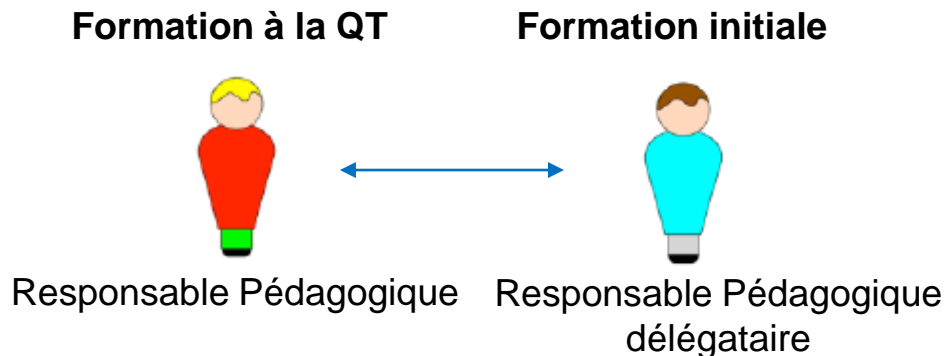 Formation à la QT
Formation initiale
Responsable Pédagogique
Responsable Pédagogique
délégataire